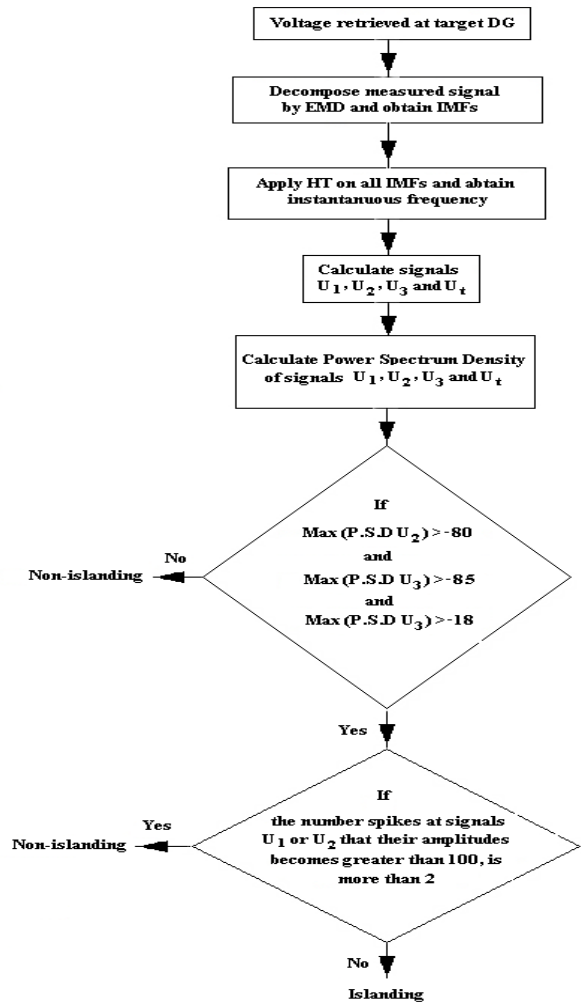 Voltage retrieved at target DG
Decompose measured signal
by EMD and obtain IMFs
Apply HT on all IMFs and abtain
instantanuous frequency
Calculate signals
U1, U2, U3 and Ut
Calculate Power Spectrum Density
of signals U1, U2, U3 and Ut
If
Max (P.S.D U2) >-80
and
Max (P.S.D U3) >-85
and
Max (P.S.D U3) >-18
No
Non-islanding
Yes
If
the number spikes at signals
U1 or U2 that their amplitudes
becomes greater than 100, is
more than 2
Yes
Non-islanding
No
Islanding